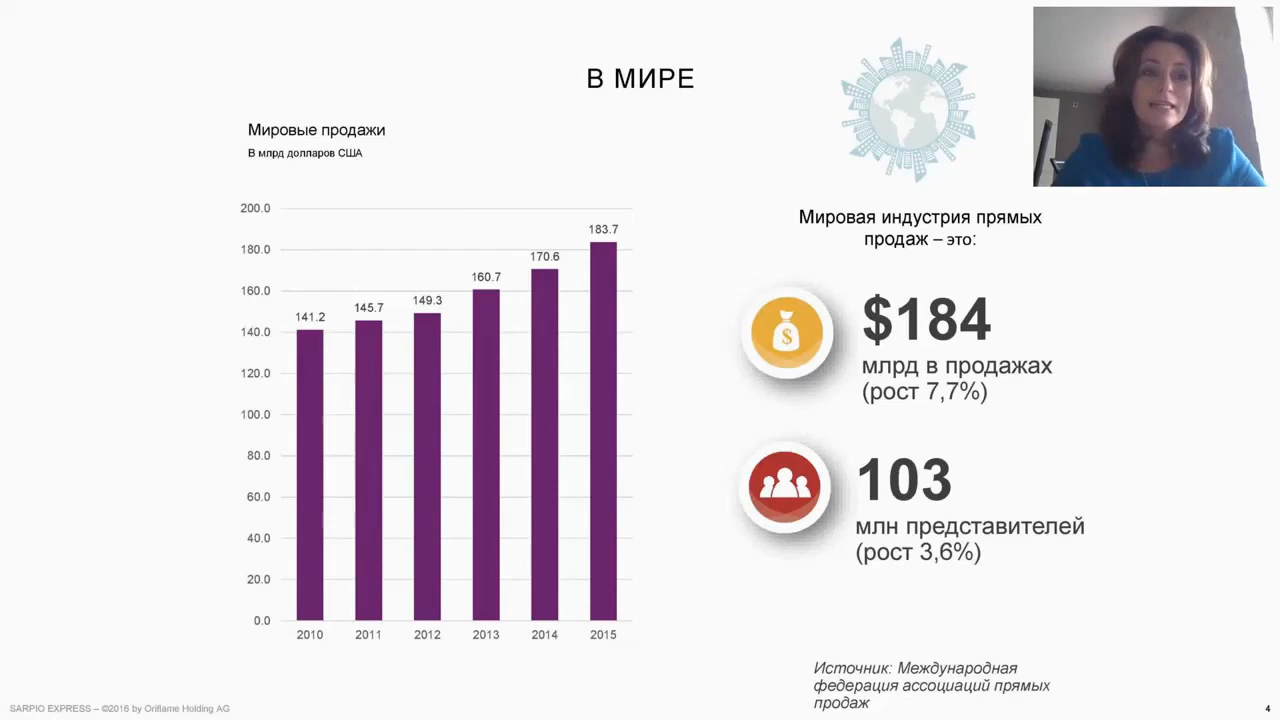 В МИРЕ
Мировые продажи
В млрд долларов США
200.0
180.0
160.0
140.0
120.0
100.0
80.0
60.0
40.0
20.0
0.0
141.2
145.7
149.3
160.7
170.6
183.7
2010
2011
2012
2013
2014
2015
Мировая индустрия прямых
продаж – это:
$
$184
млрд в продажах
(рост 7,7%)
103
млн представителей
(рост 3,6%)
Источник: Международная
федерация ассоциаций прямых
продаж
SARPIO EXPRESS – ©2016 by Oriflame Holding AG
4